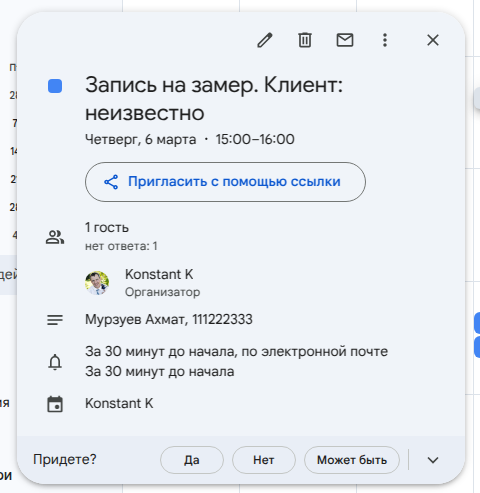 Запись на замер. Клиент:
неизвестно
Четверг, 6 марта · 15:00–16:00
Пригласить с помощью ссылки
1 гость
нет ответа: 1
Konstant K
Организатор
Мурзуев Ахмат, 111222333
За 30 минут до начала, по электронной почте
За 30 минут до начала
Konstant K
Придете?
Да
Нет
Может быть